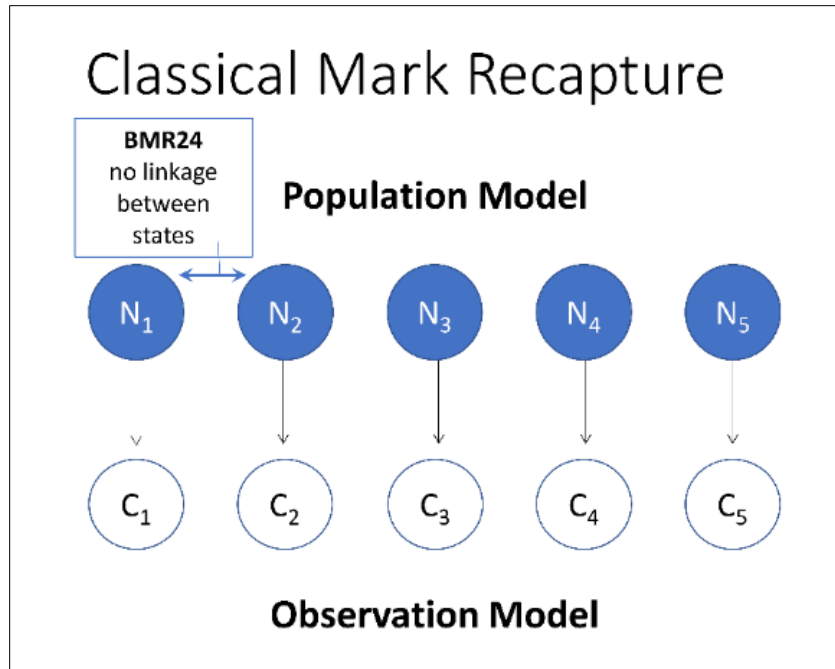 Classical Mark Recapture
BMR24
no linkage
between
states
Population Model
N₁ N₂ N₃ N₄ N₅
C₁ C₂ C₃ C₄ C₅
Observation Model